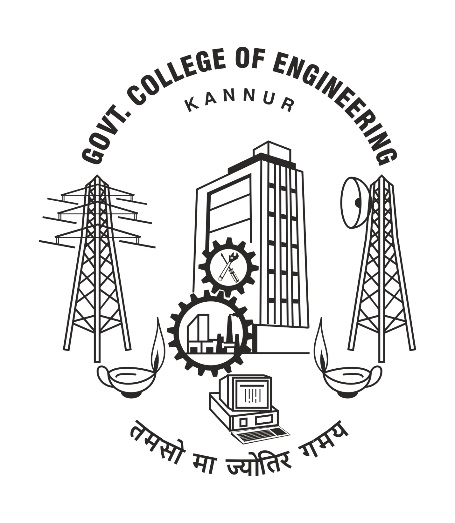 GOVT. COLLEGE OF ENGINEERING
KANNUR
तमसो मा ज्योतिर गमय